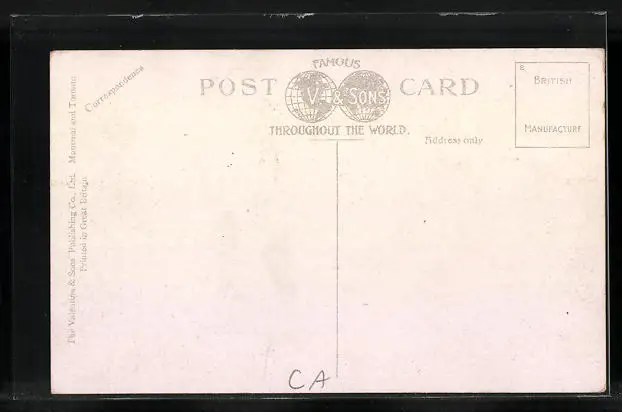 FAMOUS
POST CARD
V. & SONS
THROUGHOUT THE WORLD.
Correspondence
Address only
BRITISH
MANUFACTURE
The Valentine & Sons' Publishing Co., Ltd. Montreal and Toronto
Printed in Great Britain
CA